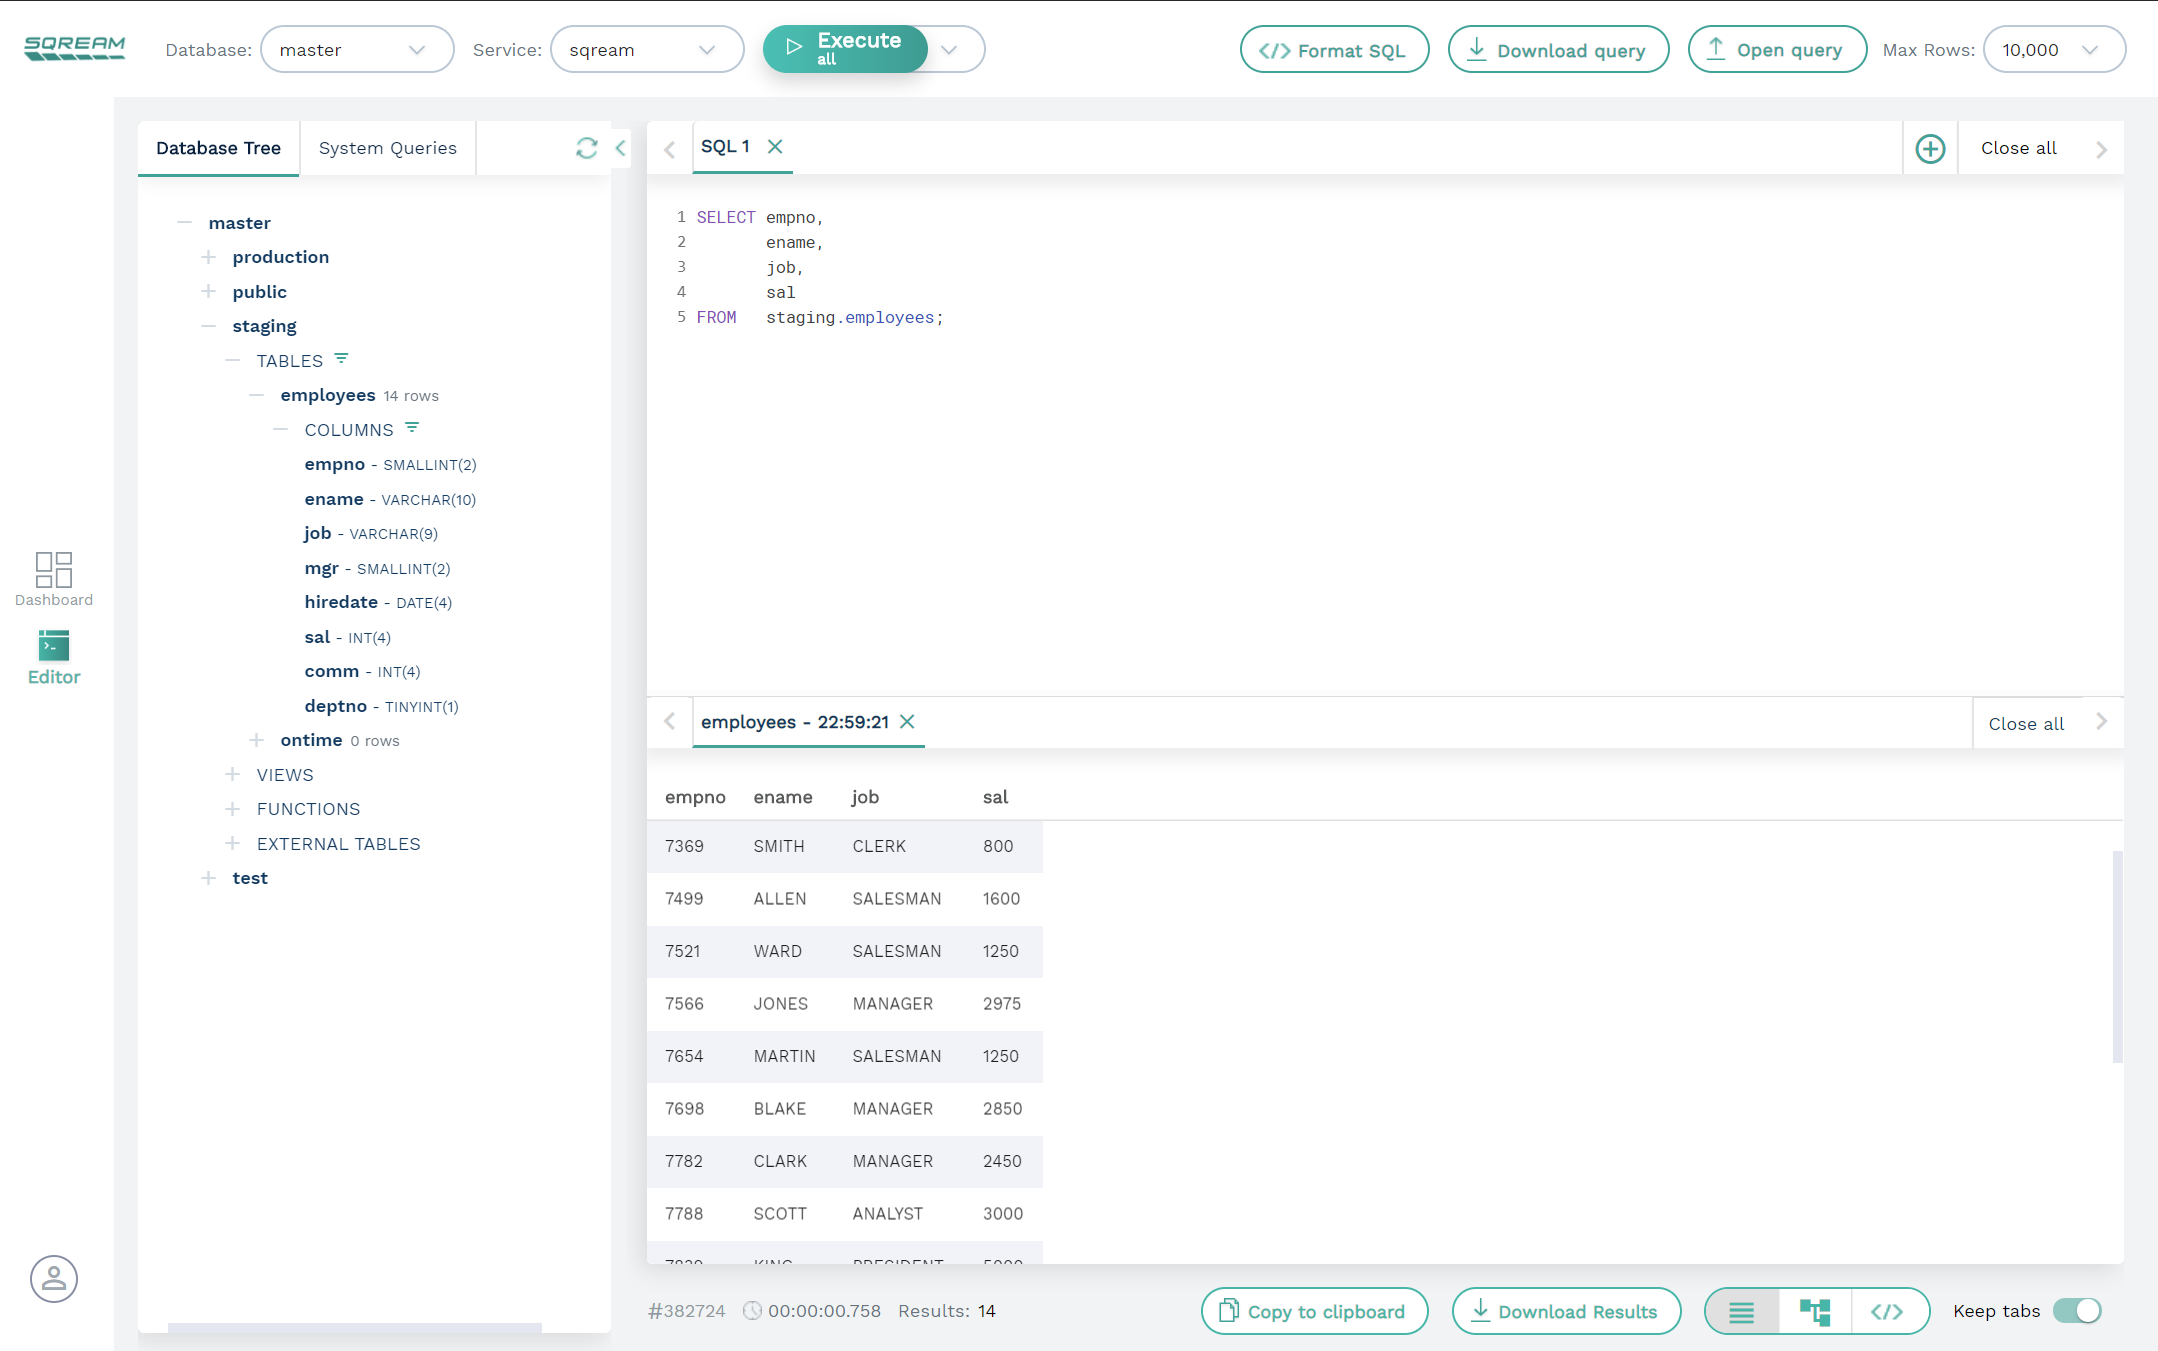 SQREAM
Database: master
Service: sqream
Execute
all
Format SQL
Download query
Open query
Max Rows: 10,000
Database Tree
System Queries
master
production
public
staging
TABLES
employees 14 rows
COLUMNS
empno - SMALLINT(2)
ename - VARCHAR(10)
job - VARCHAR(9)
mgr - SMALLINT(2)
hiredate - DATE(4)
sal - INT(4)
comm - INT(4)
deptno - TINYINT(1)
ontime 0 rows
VIEWS
FUNCTIONS
EXTERNAL TABLES
test
Dashboard
Editor
SQL 1
Close all
1 SELECT empno,
2 ename,
3 job,
4 sal
5 FROM staging.employees;
employees - 22:59:21
Close all
empno ename job sal
7369 SMITH CLERK 800
7499 ALLEN SALESMAN 1600
7521 WARD SALESMAN 1250
7566 JONES MANAGER 2975
7654 MARTIN SALESMAN 1250
7698 BLAKE MANAGER 2850
7782 CLARK MANAGER 2450
7788 SCOTT ANALYST 3000
7839 KING PRESIDENT 5000
#382724 00:00:00.758 Results: 14
Copy to clipboard
Download Results
Keep tabs